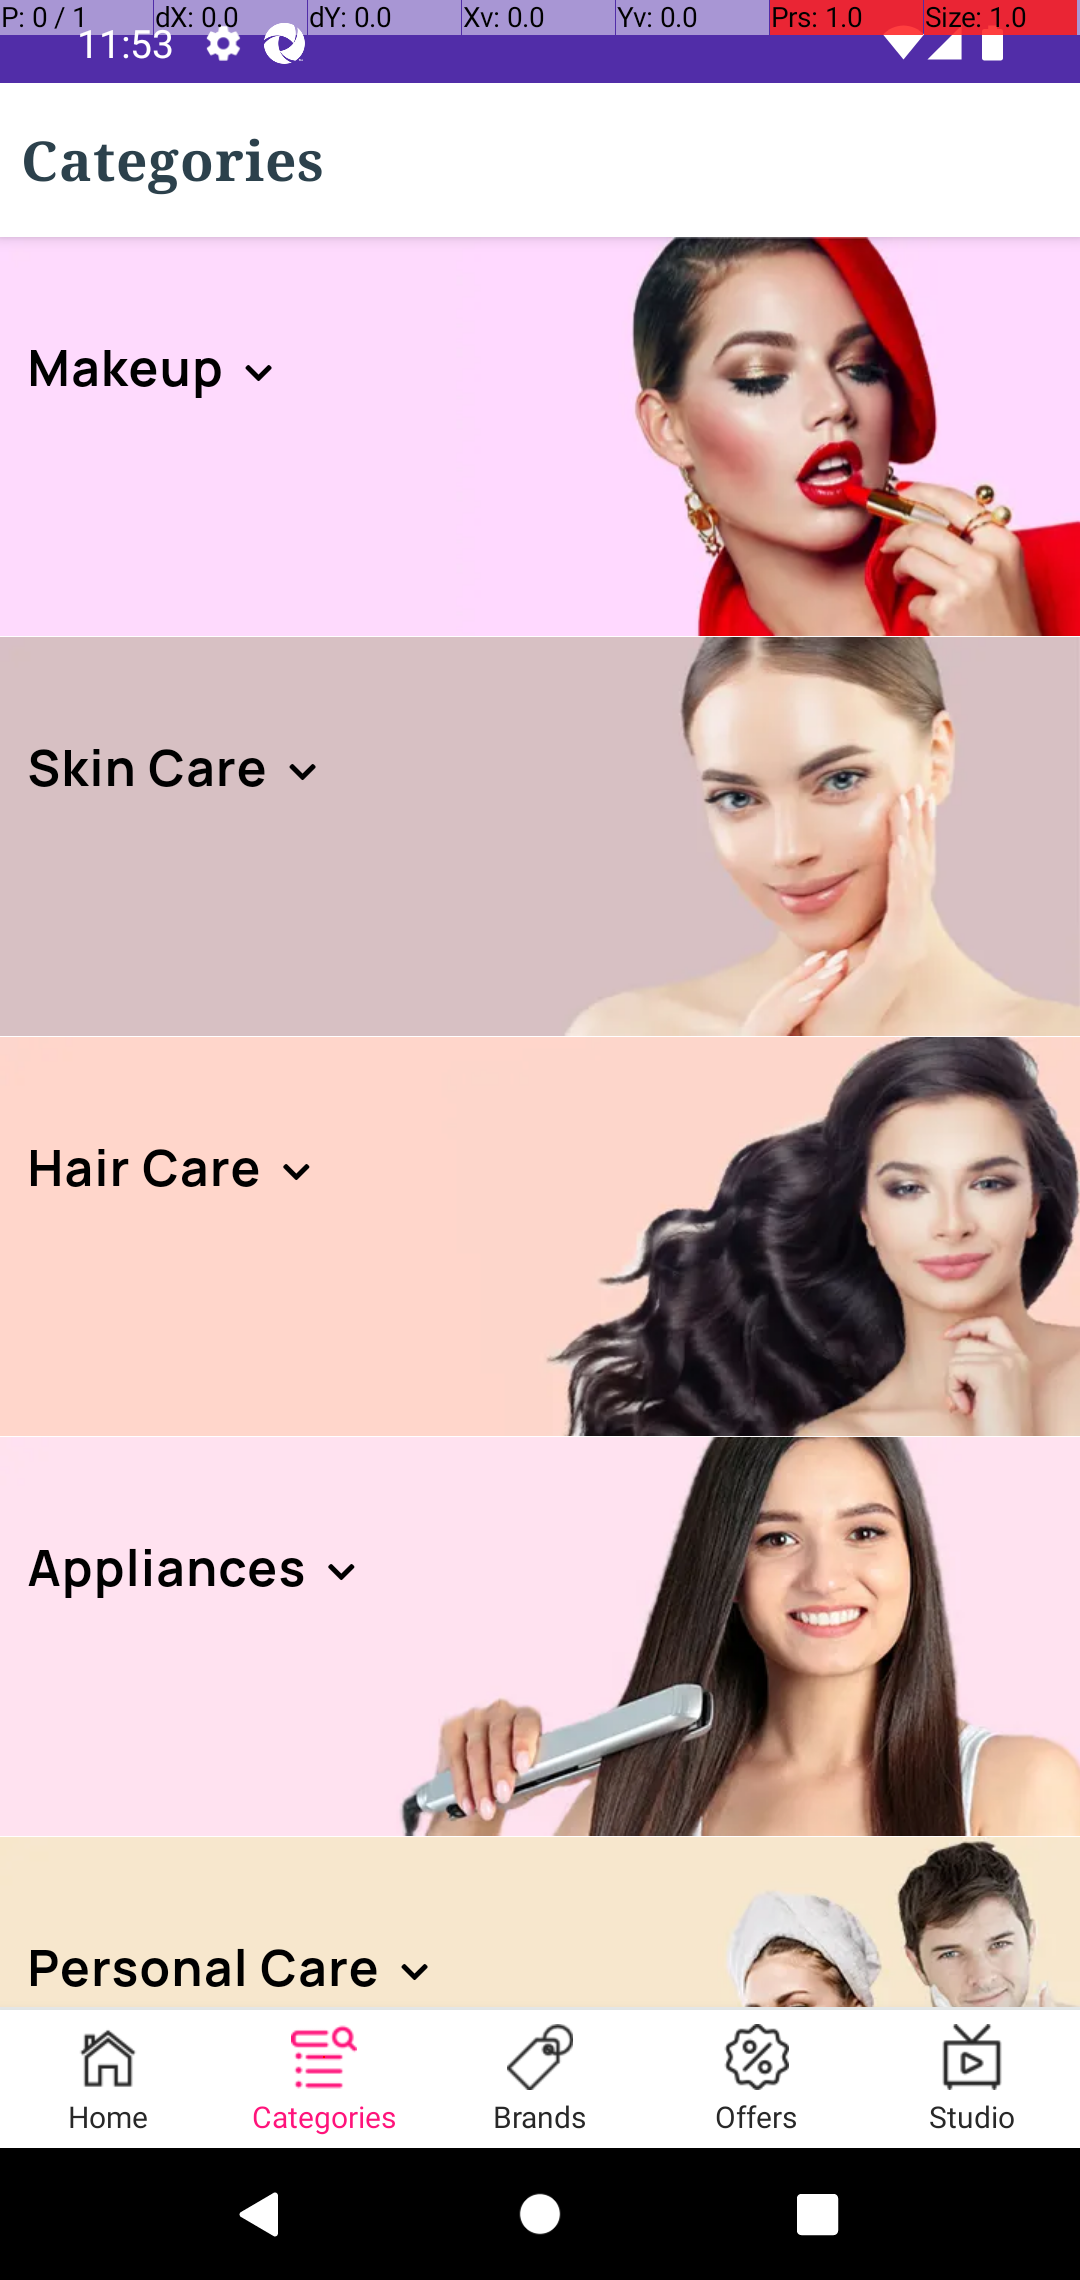 P: 0 / 1 dX: 0.0 dY: 0.0 Xv: 0.0 Yv: 0.0 Prs: 1.0 Size: 1.0
11:53
Categories
Makeup
Skin Care
Hair Care
Appliances
Personal Care
Home Categories Brands Offers Studio